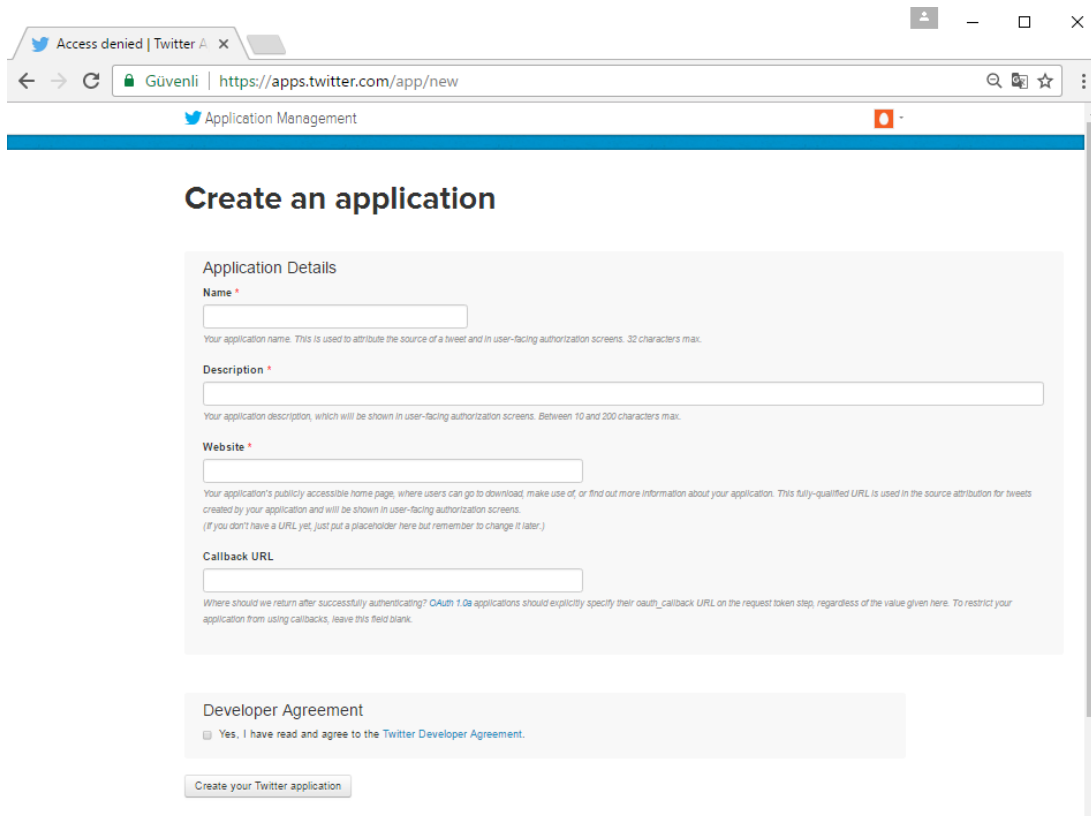 Access denied | Twitter A
Güvenli | https://apps.twitter.com/app/new
Application Management
Create an application
Application Details
Name *
Your application name. This is used to attribute the source of a tweet and in user-facing authorization screens. 32 characters max.
Description *
Your application description, which will be shown in user-facing authorization screens. Between 10 and 200 characters max.
Website *
Your application's publicly accessible home page, where users can go to download, make use of, or find out more information about your application. This fully-qualified URL is used in the source attribution for tweets
created by your application and will be shown in user-facing authorization screens.
(If you don't have a URL yet, just put a placeholder here but remember to change it later.)
Callback URL
Where should we return after successfully authenticating? OAuth 1.0a applications should explicitly specify their oauth_callback URL on the request token step, regardless of the value given here. To restrict your
application from using callbacks, leave this field blank.
Developer Agreement
Yes, I have read and agree to the Twitter Developer Agreement.
Create your Twitter application